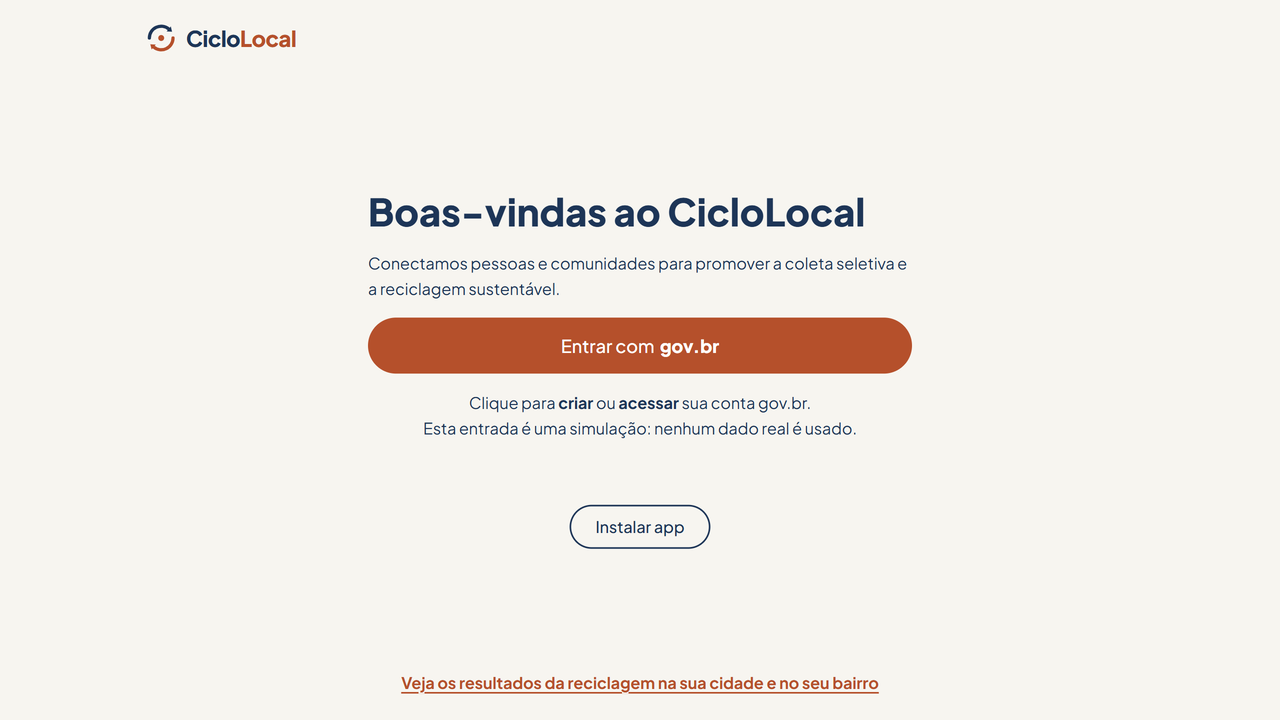 CicloLocal
Boas-vindas ao CicloLocal
Conectamos pessoas e comunidades para promover a coleta seletiva e
a reciclagem sustentável.
Entrar com gov.br
Clique para criar ou acessar sua conta gov.br.
Esta entrada é uma simulação: nenhum dado real é usado.
Instalar app
Veja os resultados da reciclagem na sua cidade e no seu bairro